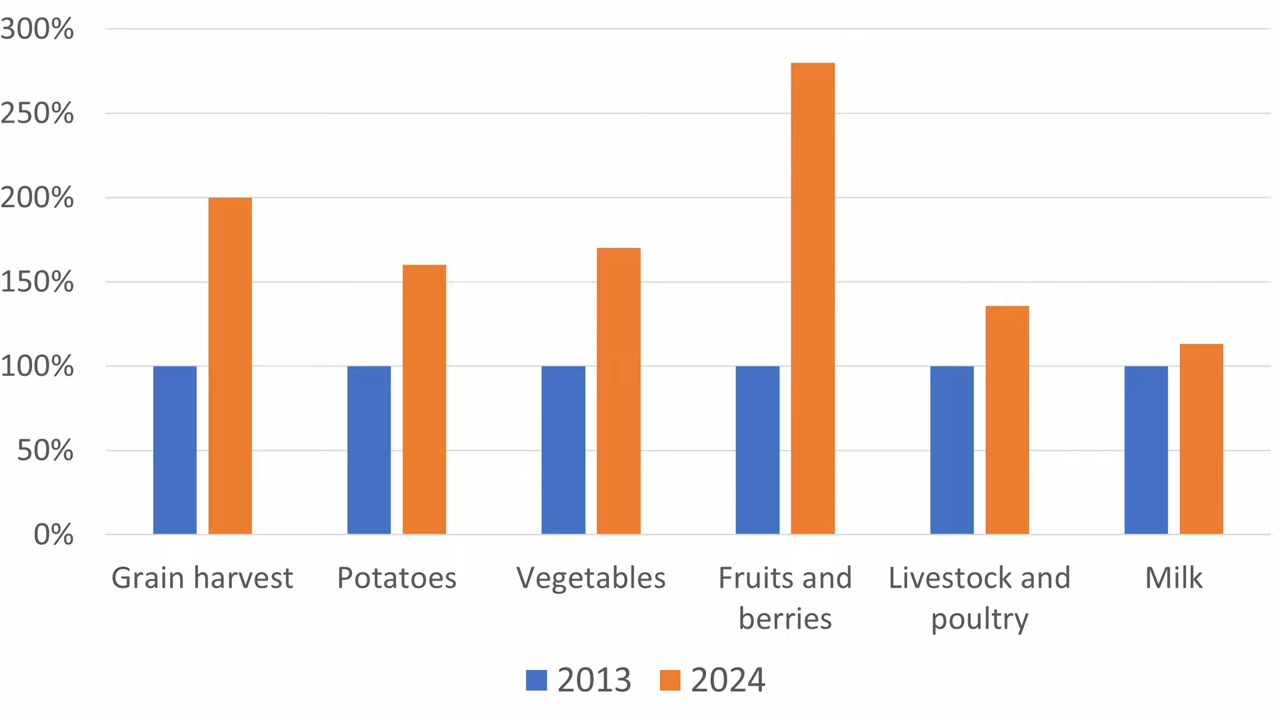 300%
250%
200%
150%
100%
50%
0%
Grain harvest
Potatoes
Vegetables
Fruits and
berries
Livestock and
poultry
Milk
2013
2024